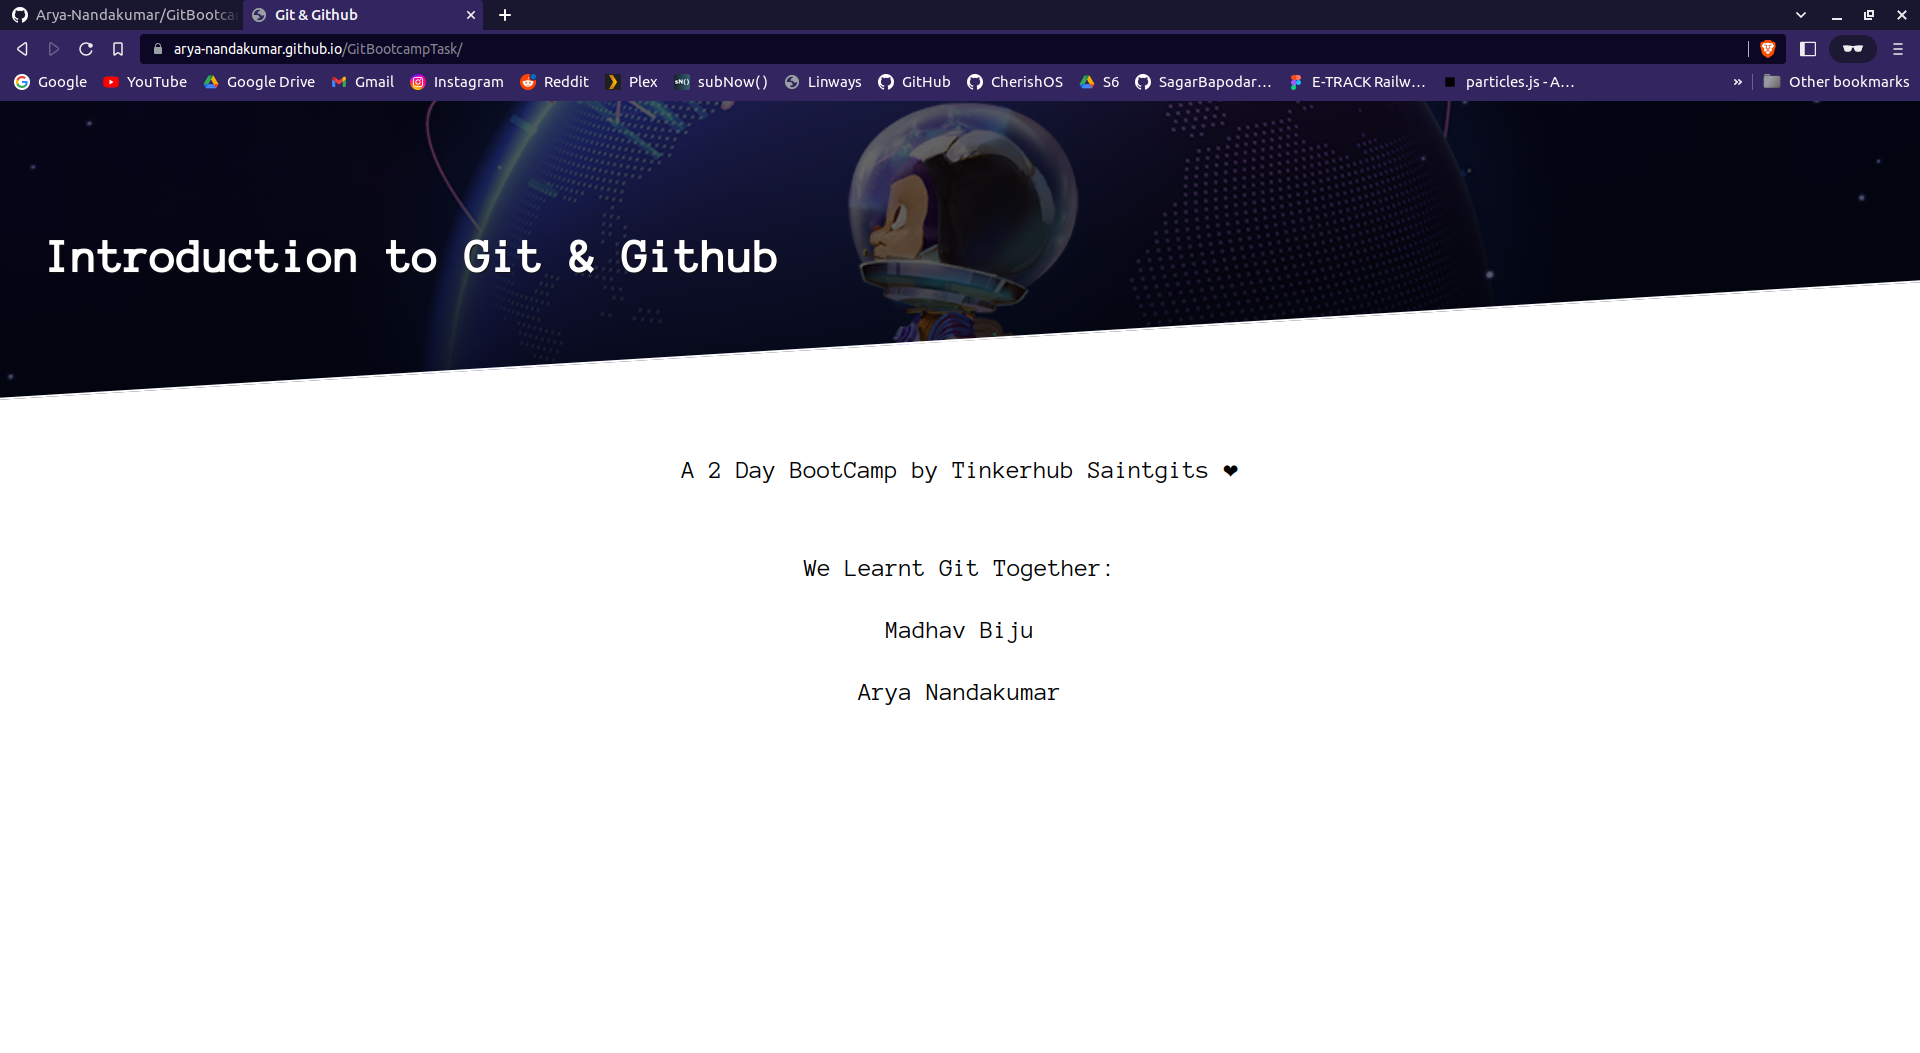 Arya-Nandakumar/GitBootca
Git & Github
arya-nandakumar.github.io/GitBootcampTask/
Google YouTube Google Drive Gmail Instagram Reddit Plex sN() subNow() Linways GitHub CherishOS S6 SagarBapodar… E-TRACK Railw… particles.js - A… » Other bookmarks
Introduction to Git & Github
A 2 Day BootCamp by Tinkerhub Saintgits ❤
We Learnt Git Together:
Madhav Biju
Arya Nandakumar